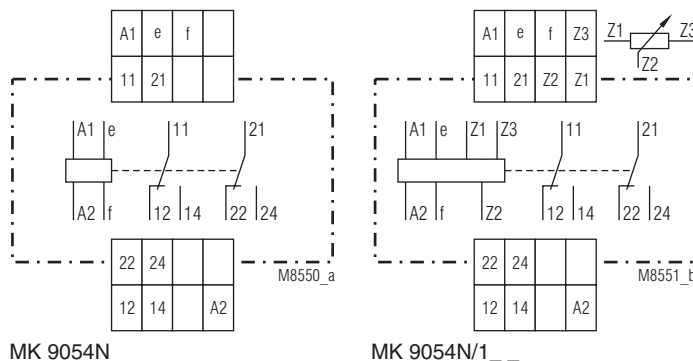 A1 e f
11 21
A1 e 11 21
A2 f 12 14 22 24
22 24
12 14 A2
M8550_a
MK 9054N
A1 e f Z3
11 21 Z2 Z1
Z1 Z3
Z2
A1 e Z1 Z3 11 21
A2 f Z2 12 14 22 24
22 24
12 14 A2
M8551_b
MK 9054N/1_ _